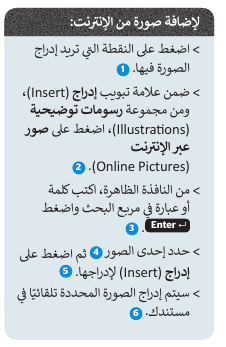 لإضافة صورة من الإنترنت:
> اضغط على النقطة التي تريد إدراج
الصورة فيها. 1
> ضمن علامة تبويب إدراج (Insert)،
ومن مجموعة رسومات توضيحية
(Illustrations)، اضغط على صور
عبر الإنترنت
(Online Pictures). 2
> من النافذة الظاهرة، اكتب كلمة
أو عبارة في مربع البحث واضغط
Enter ↵. 3
> حدد إحدى الصور 4 ثم اضغط على
إدراج (Insert) لإدراجها. 5
> سيتم إدراج الصورة المحددة تلقائيًا في
مستندك. 6